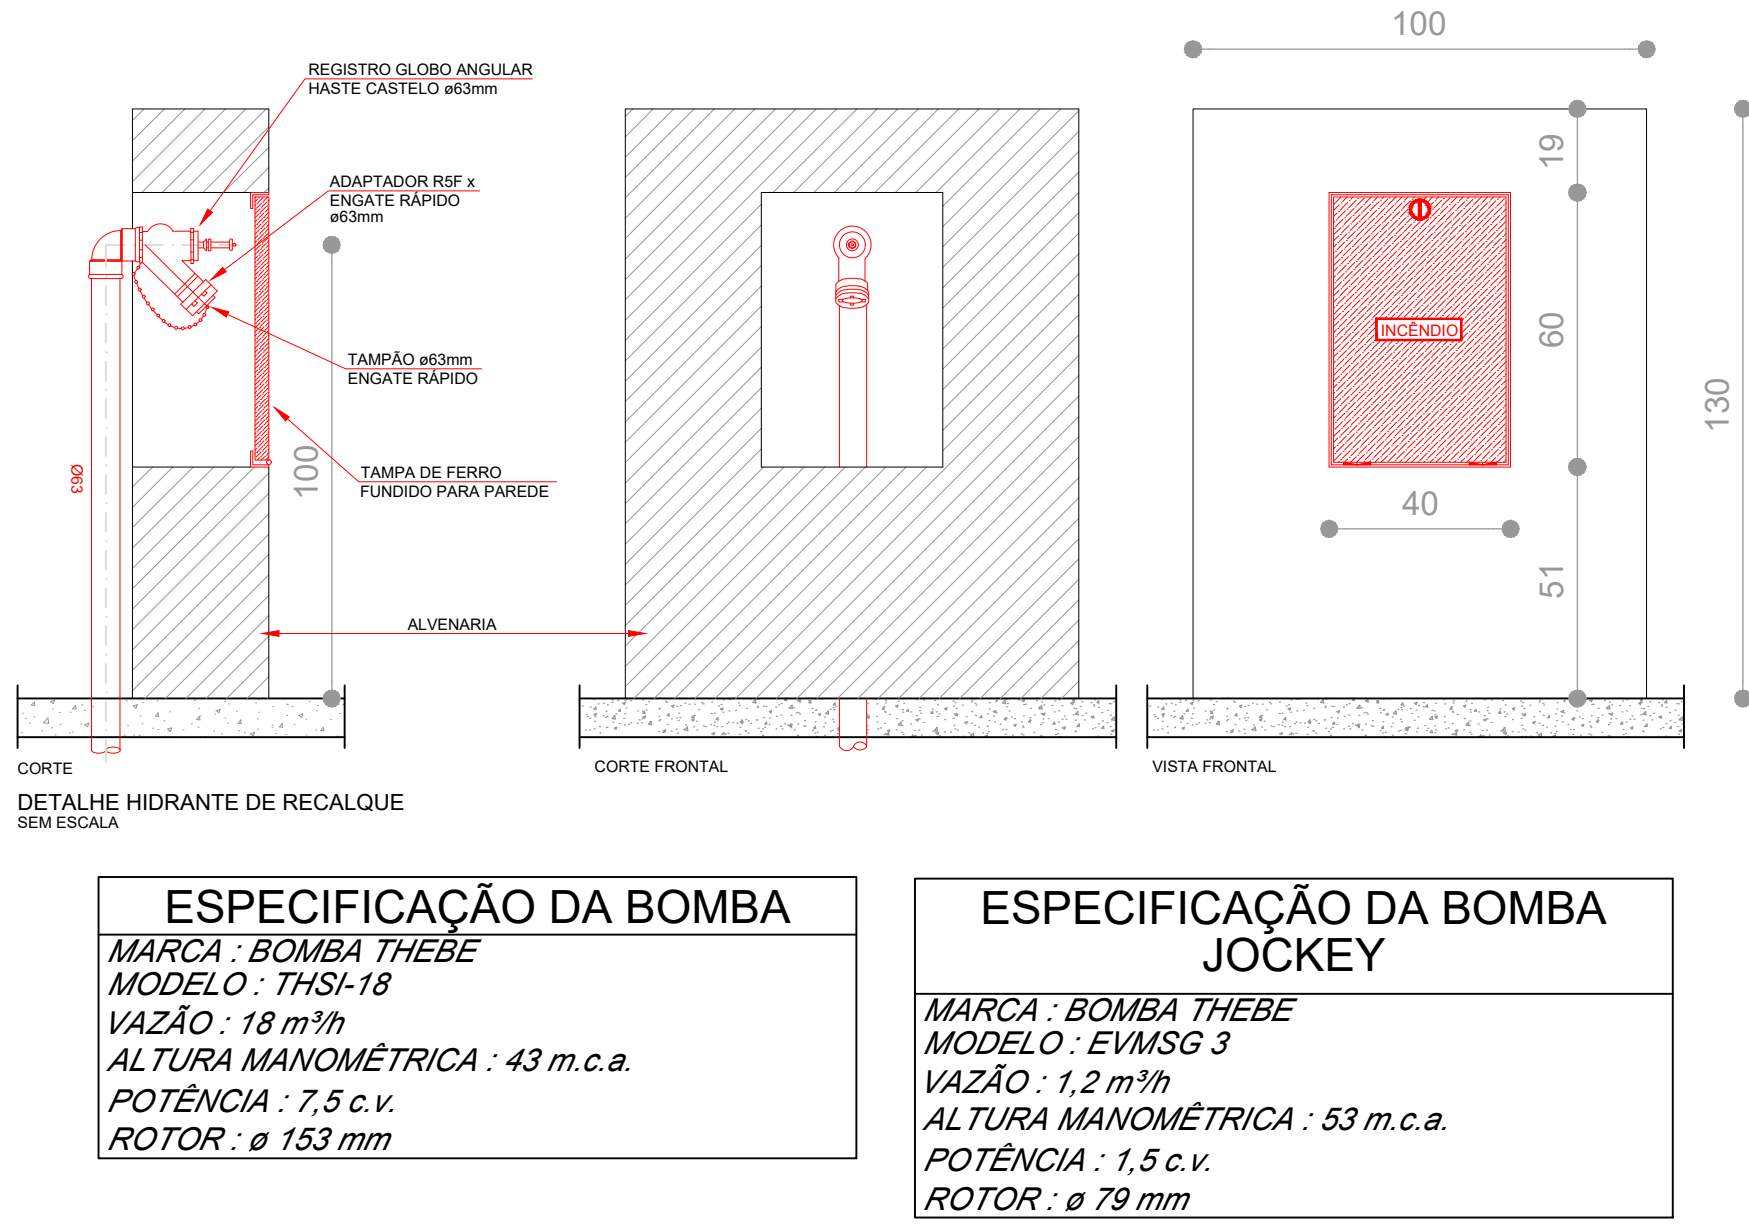 100
REGISTRO GLOBO ANGULAR
HASTE CASTELO ø63mm
ADAPTADOR R5F x
ENGATE RÁPIDO
ø63mm
TAMPÃO ø63mm
ENGATE RÁPIDO
TAMPA DE FERRO
FUNDIDO PARA PAREDE
Ø63
100
ALVENARIA
19
60
51
130
INCÊNDIO
40
CORTE
CORTE FRONTAL
VISTA FRONTAL
DETALHE HIDRANTE DE RECALQUE
SEM ESCALA
ESPECIFICAÇÃO DA BOMBA
MARCA : BOMBA THEBE
MODELO : THSI-18
VAZÃO : 18 m³/h
ALTURA MANOMÊTRICA : 43 m.c.a.
POTÊNCIA : 7,5 c.v.
ROTOR : ø 153 mm
ESPECIFICAÇÃO DA BOMBA
JOCKEY
MARCA : BOMBA THEBE
MODELO : EVMSG 3
VAZÃO : 1,2 m³/h
ALTURA MANOMÊTRICA : 53 m.c.a.
POTÊNCIA : 1,5 c.v.
ROTOR : ø 79 mm